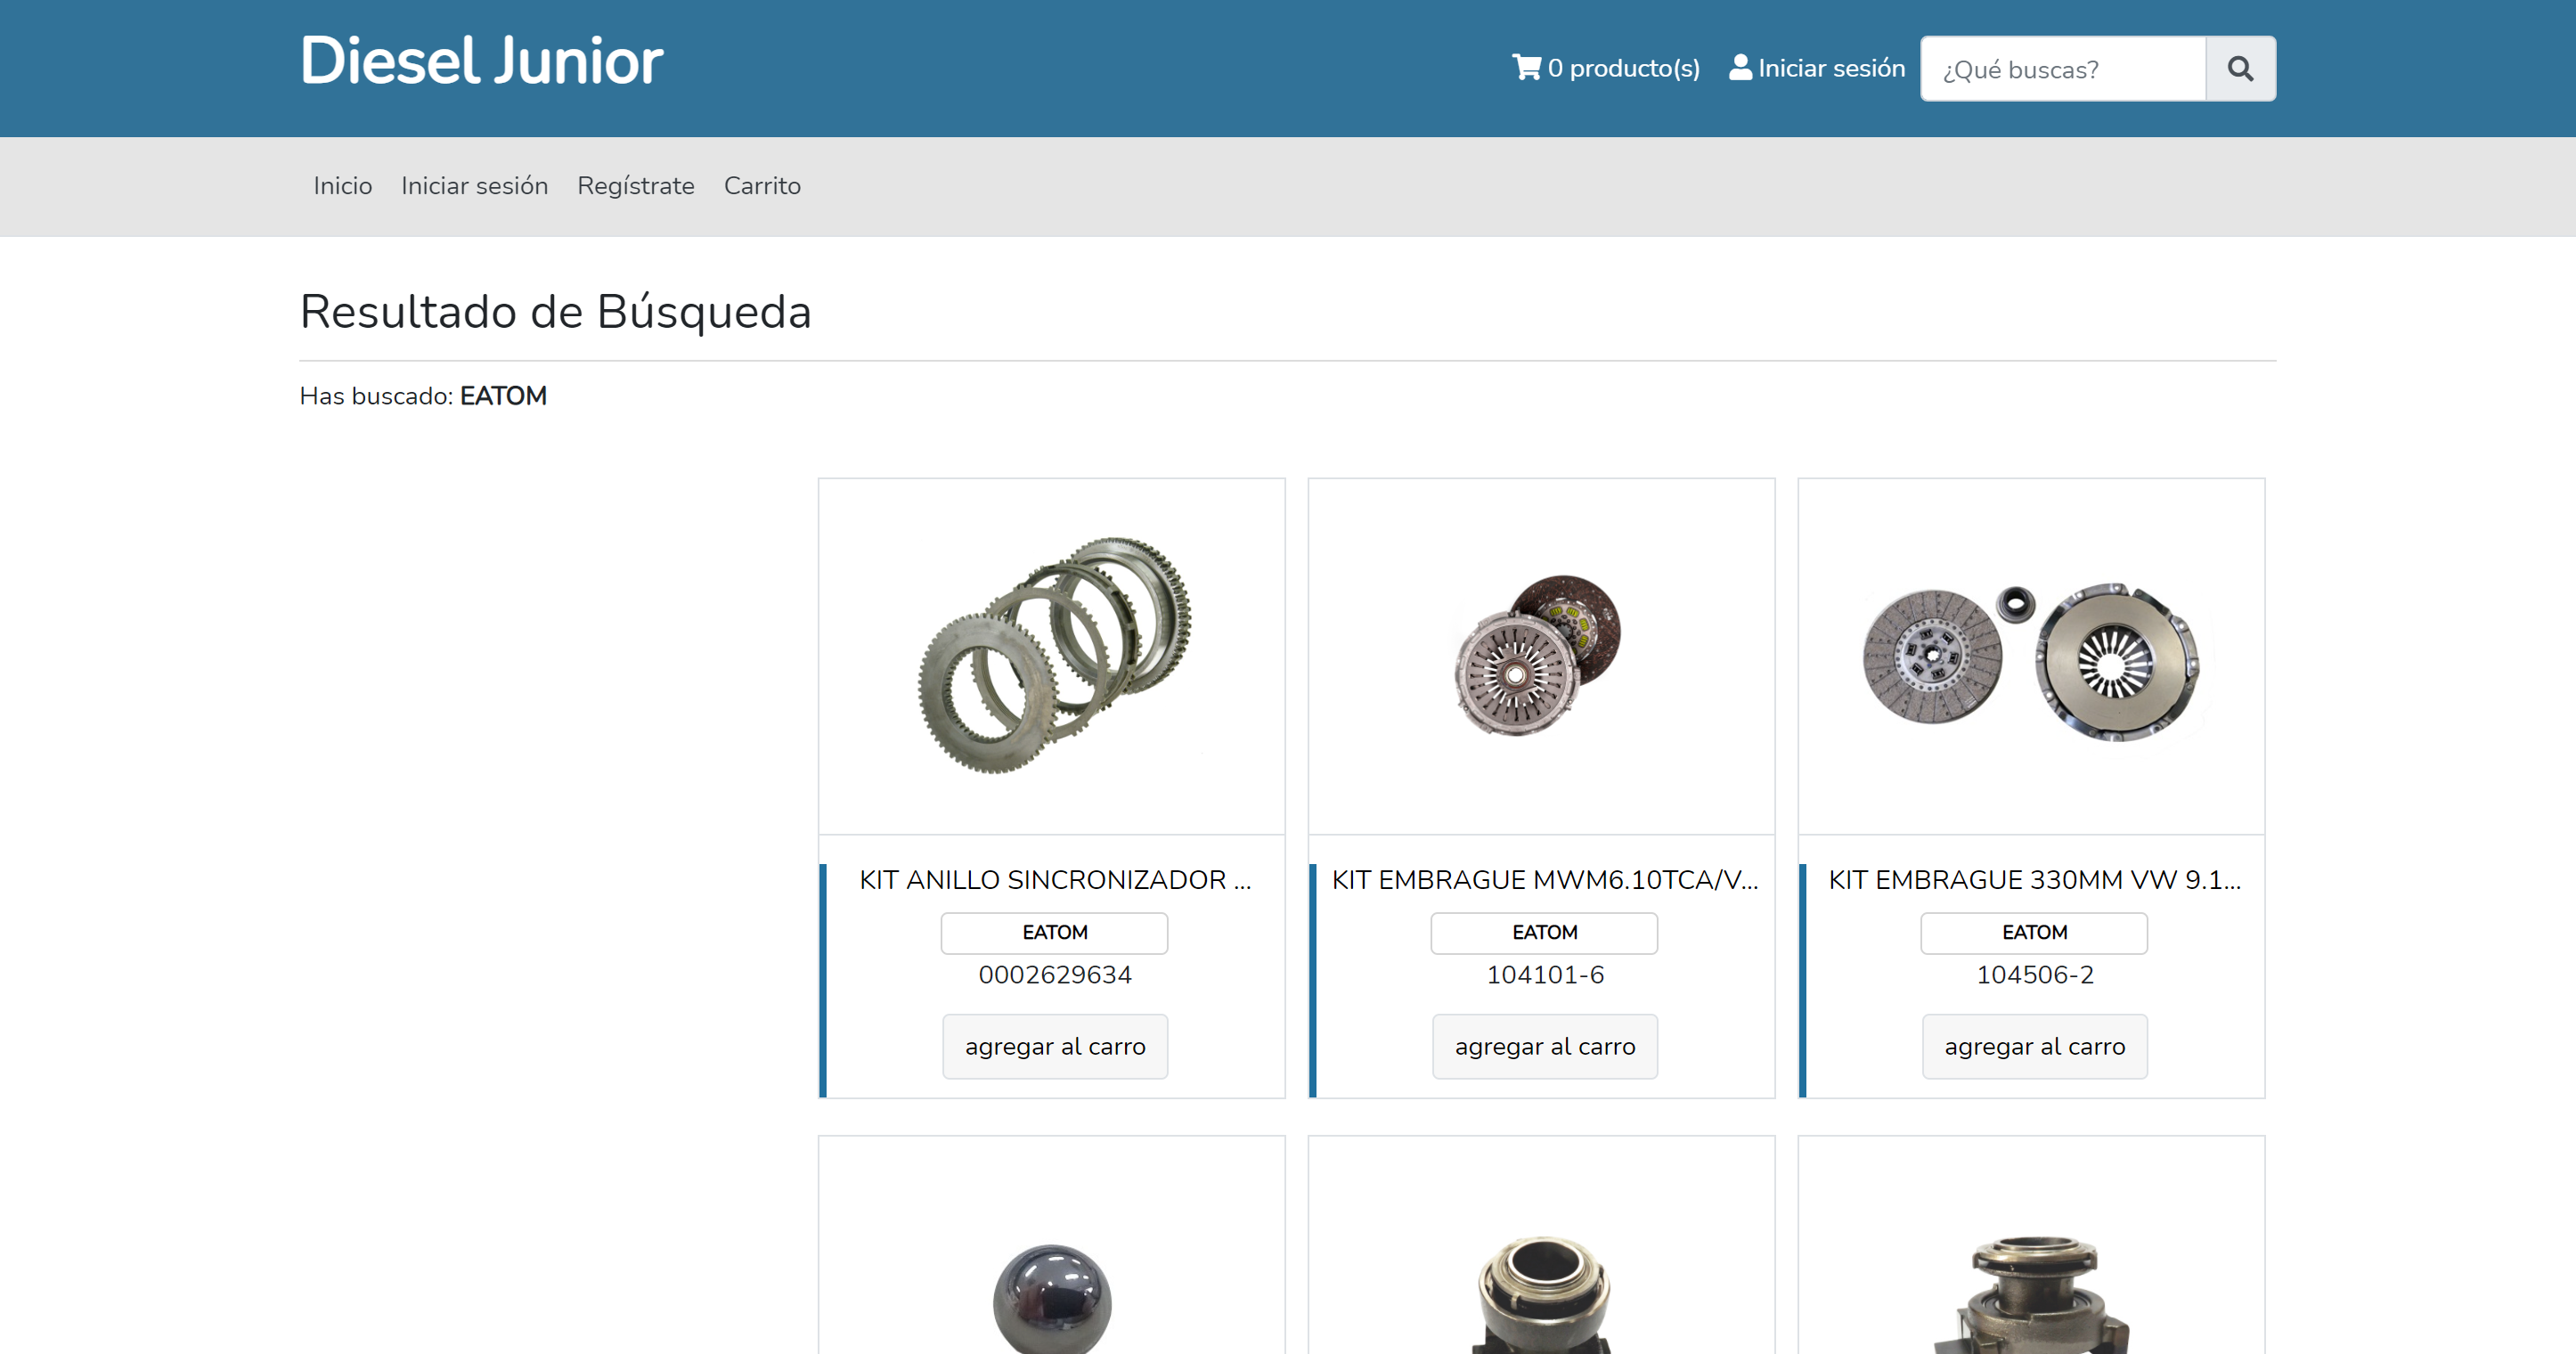 Diesel Junior
0 producto(s)
Iniciar sesión
¿Qué buscas?
Inicio
Iniciar sesión
Regístrate
Carrito
Resultado de Búsqueda
Has buscado: EATOM
KIT ANILLO SINCRONIZADOR ...
EATOM
0002629634
agregar al carro
KIT EMBRAGUE MWM6.10TCA/V...
EATOM
104101-6
agregar al carro
KIT EMBRAGUE 330MM VW 9.1...
EATOM
104506-2
agregar al carro